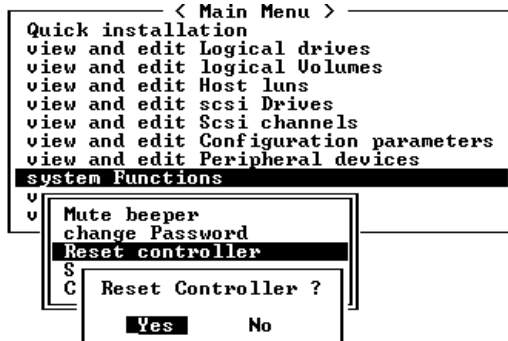 < Main Menu >
Quick installation
view and edit Logical drives
view and edit logical Volumes
view and edit Host luns
view and edit scsi Drives
view and edit Scsi channels
view and edit Configuration parameters
view and edit Peripheral devices
system Functions
v
v
Mute beeper
change Password
Reset controller
S
C
Reset Controller ?
Yes No